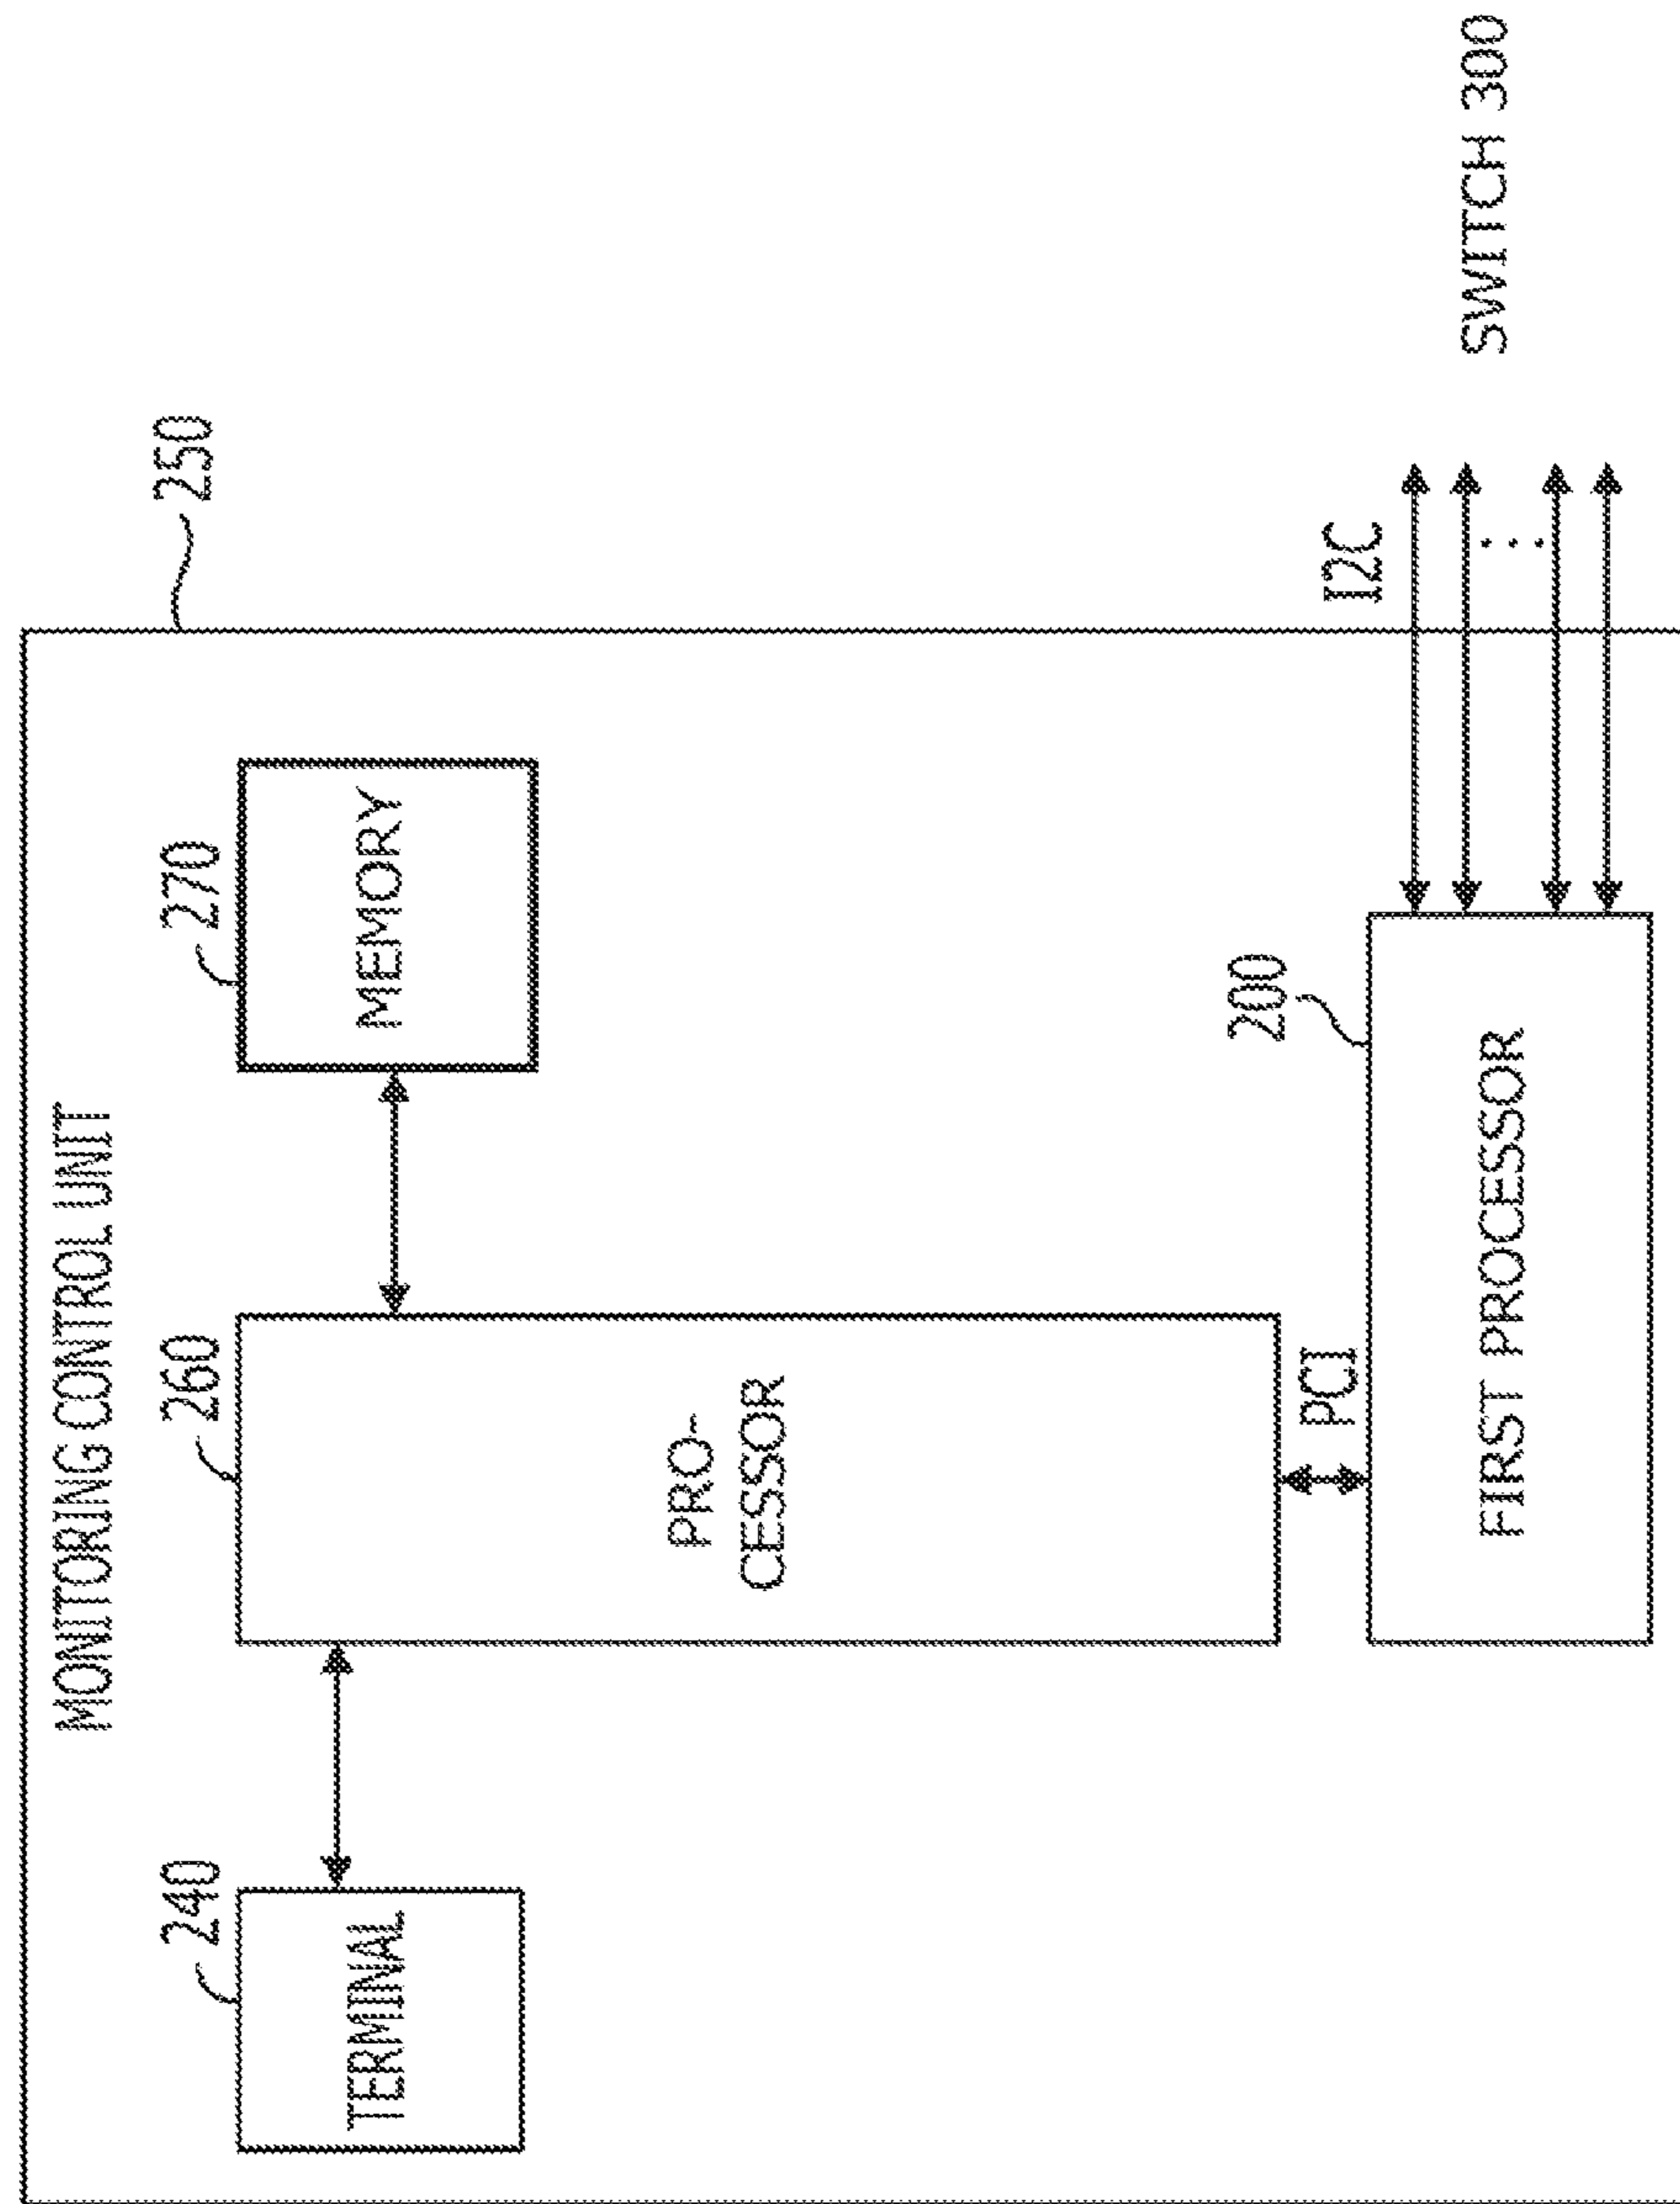 MONITORING CONTROL UNIT
250
240
TERMINAL
260
PRO-
CESSOR
270
MEMORY
PCI
200
FIRST PROCESSOR
I2C
SWITCH 300